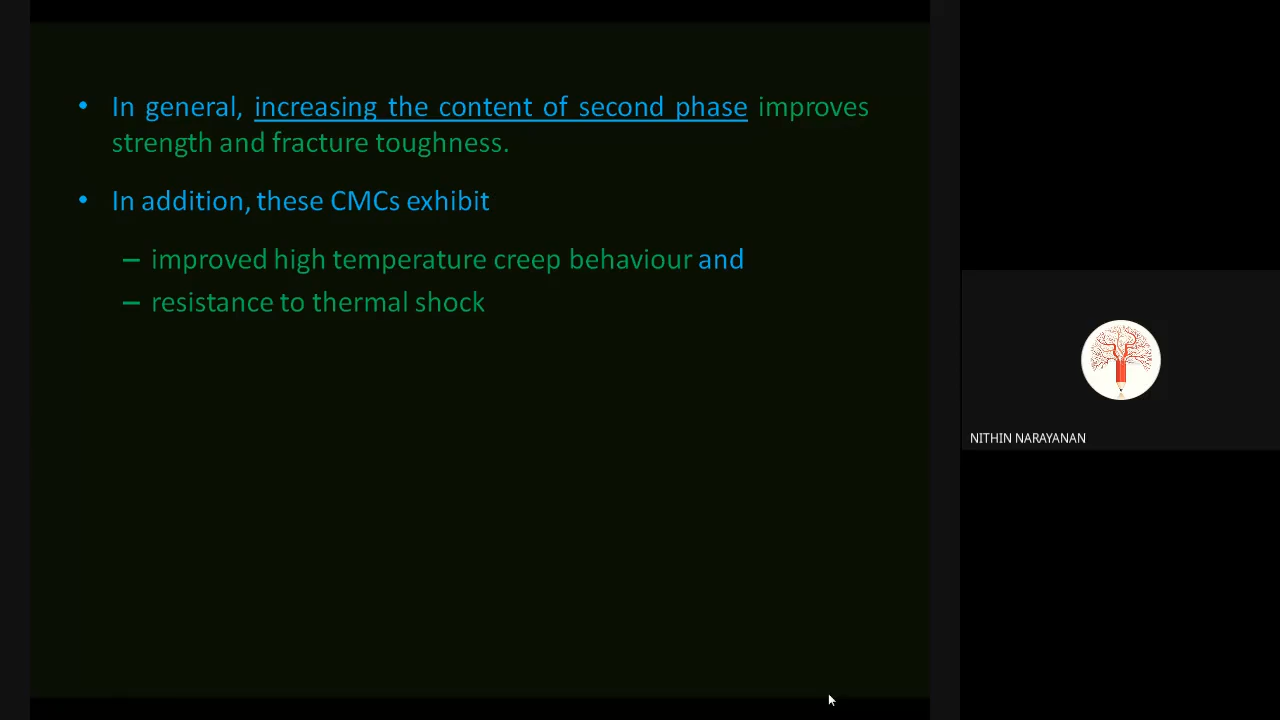 • In general, increasing the content of second phase improves
strength and fracture toughness.
• In addition, these CMCs exhibit
– improved high temperature creep behaviour and
– resistance to thermal shock
NITHIN NARAYANAN